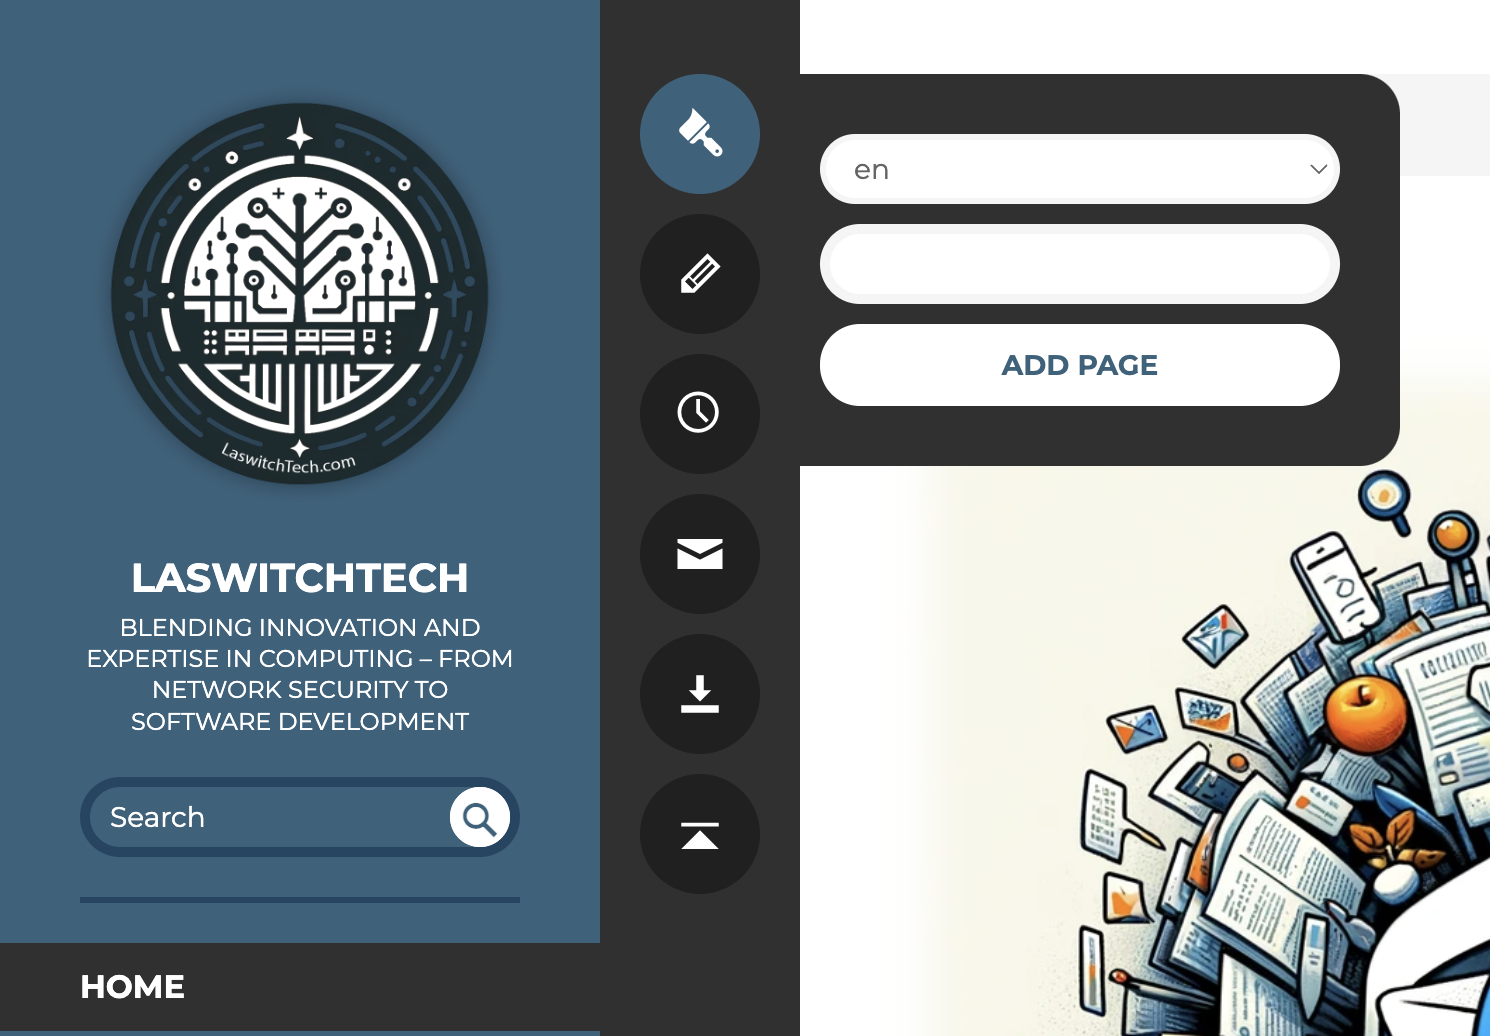 LaswitchTech.com
LASWITCHTECH
BLENDING INNOVATION AND
EXPERTISE IN COMPUTING – FROM
NETWORK SECURITY TO
SOFTWARE DEVELOPMENT
Search
HOME
en
ADD PAGE